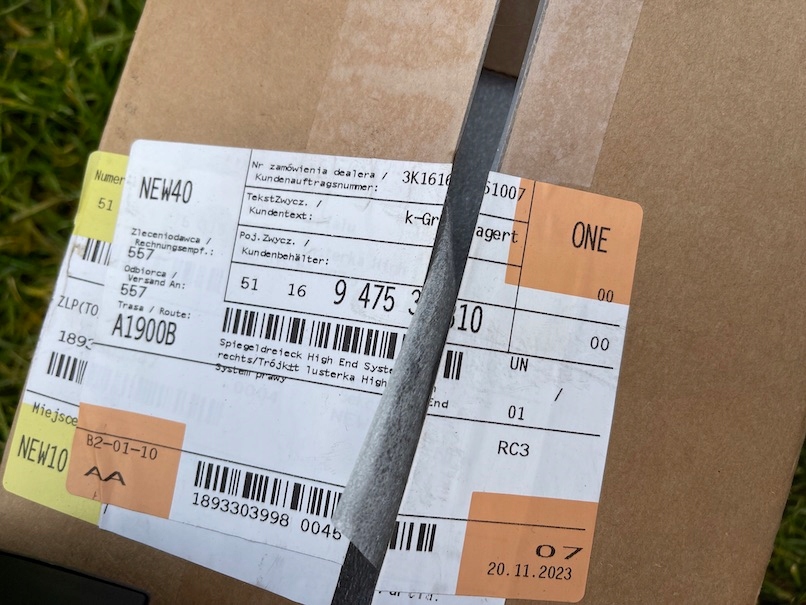 Numer
51
NEW40
Nr zamówienia dealera /
Kundenauftragsnummer:
3K1616 51007
TekstZwycz. /
Kundentext:
k-Gr agert
ONE
00
Poj.Zwycz. /
Kundenbehälter:
Zleceniodawca /
Rechnungsempf.:
557
Odbiorca /
Versand An:
557
51 16 9 475 3 310
00
Trasa / Route:
A1900B
ZLP(TO
1893
Spiegeldreieck High End Syste
rechts/Trójkąt lusterka High End
System prawy
UN /
01
RC3
Miejsce
NEW10
B2-01-10
AA
1893303998 0045
07
20.11.2023